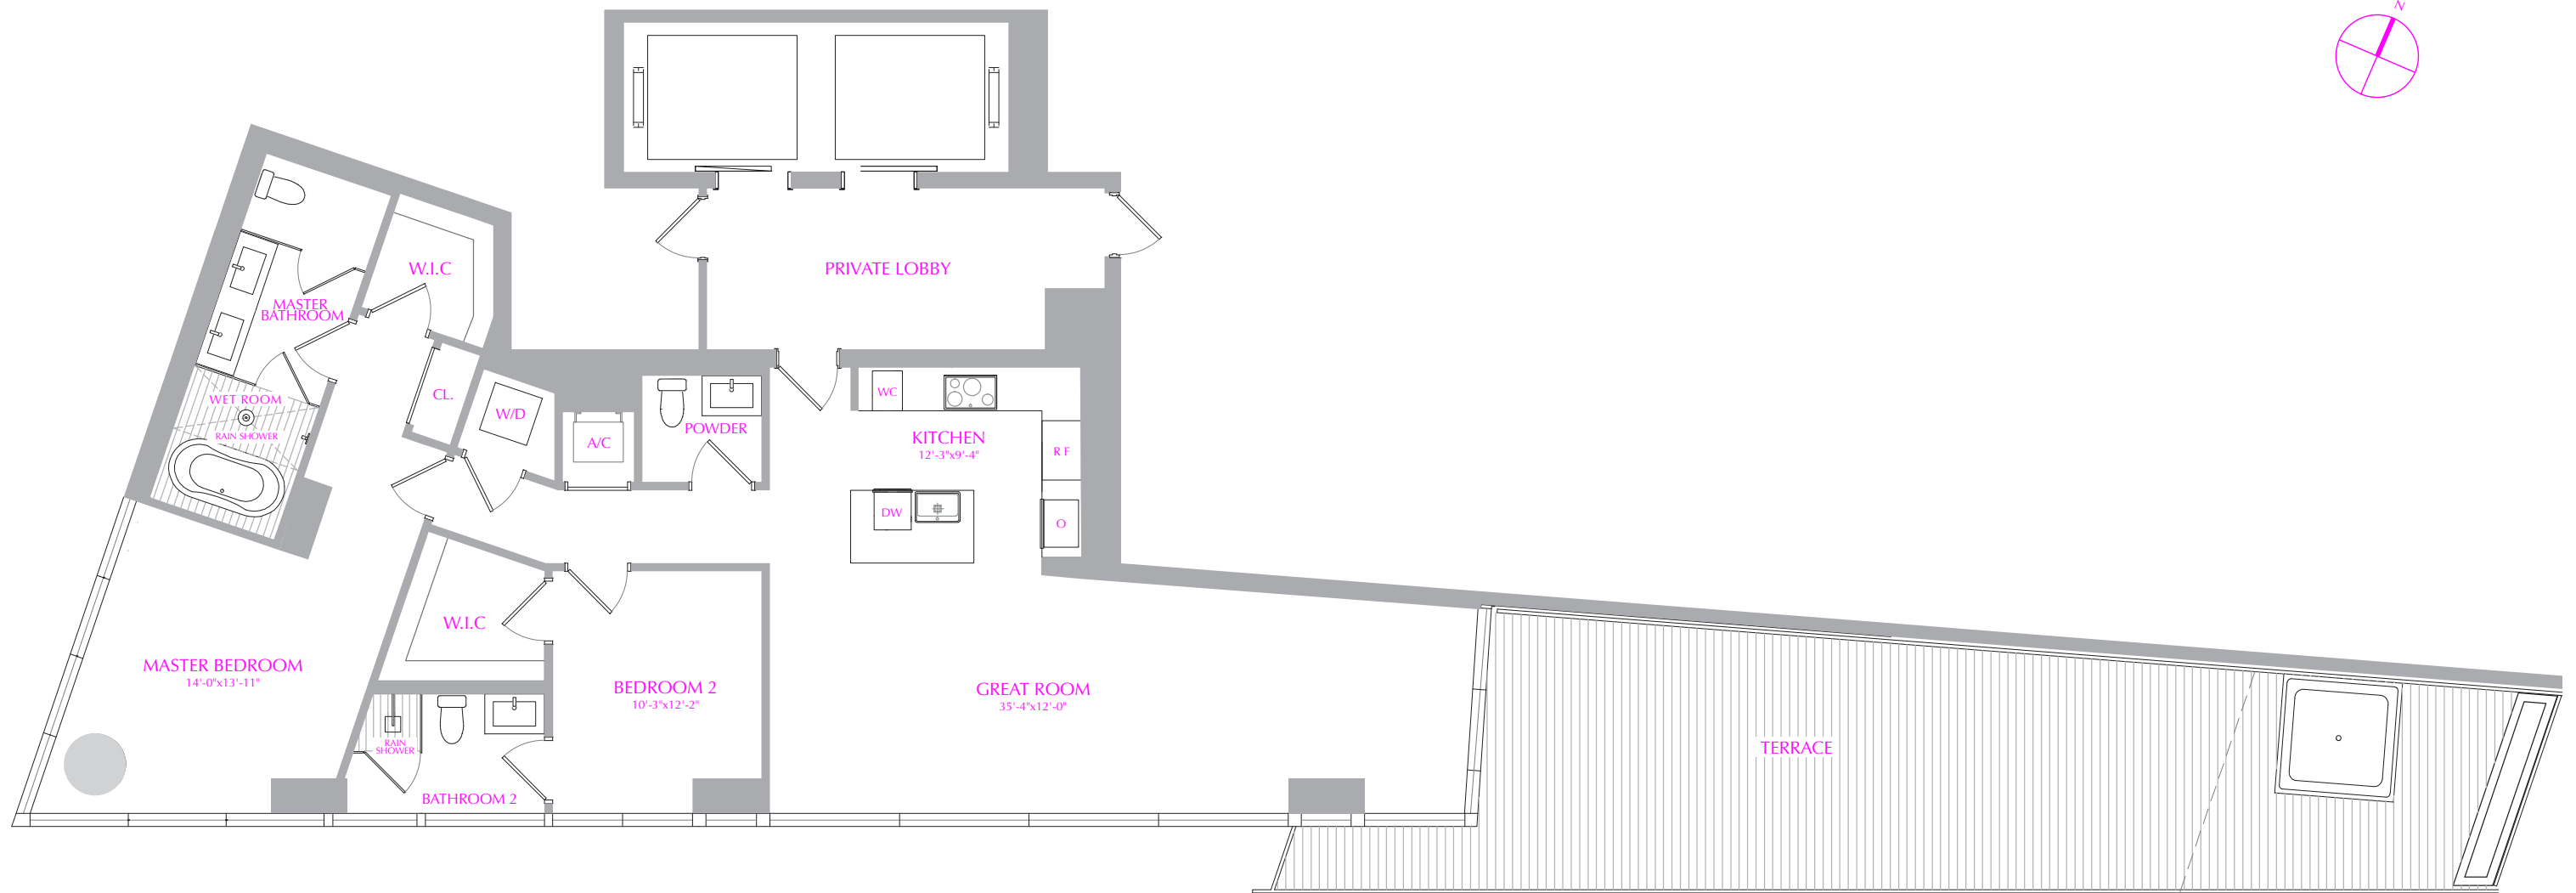 N
W.I.C
PRIVATE LOBBY
MASTER
BATHROOM
CL.
WC
WET ROOM
W/D
POWDER
RAIN SHOWER
A/C
KITCHEN
12'-3"x9'-4"
R F
DW
O
W.I.C
MASTER BEDROOM
14'-0"x13'-11"
BEDROOM 2
10'-3"x12'-2"
GREAT ROOM
35'-4"x12'-0"
RAIN
SHOWER
TERRACE
BATHROOM 2